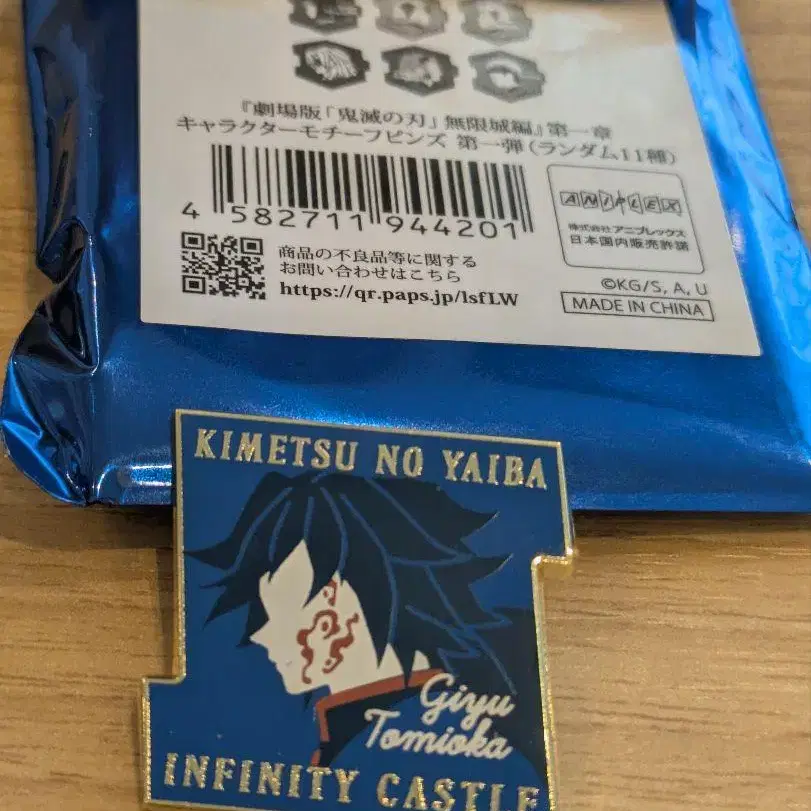 『劇場版「鬼滅の刃」無限城編』第一章
キャラクターモチーフピンズ 第一弾(ランダム11種)
4 582711 944201
ANIPLEX
株式会社アニプレックス
日本国内販売許諾
商品の不良品等に関する
お問い合わせはこちら
https://qr.paps.jp/lsfLW
©KG/S, A, U
MADE IN CHINA
KIMETSU NO YAIBA
Giyu
Tomioka
INFINITY CASTLE